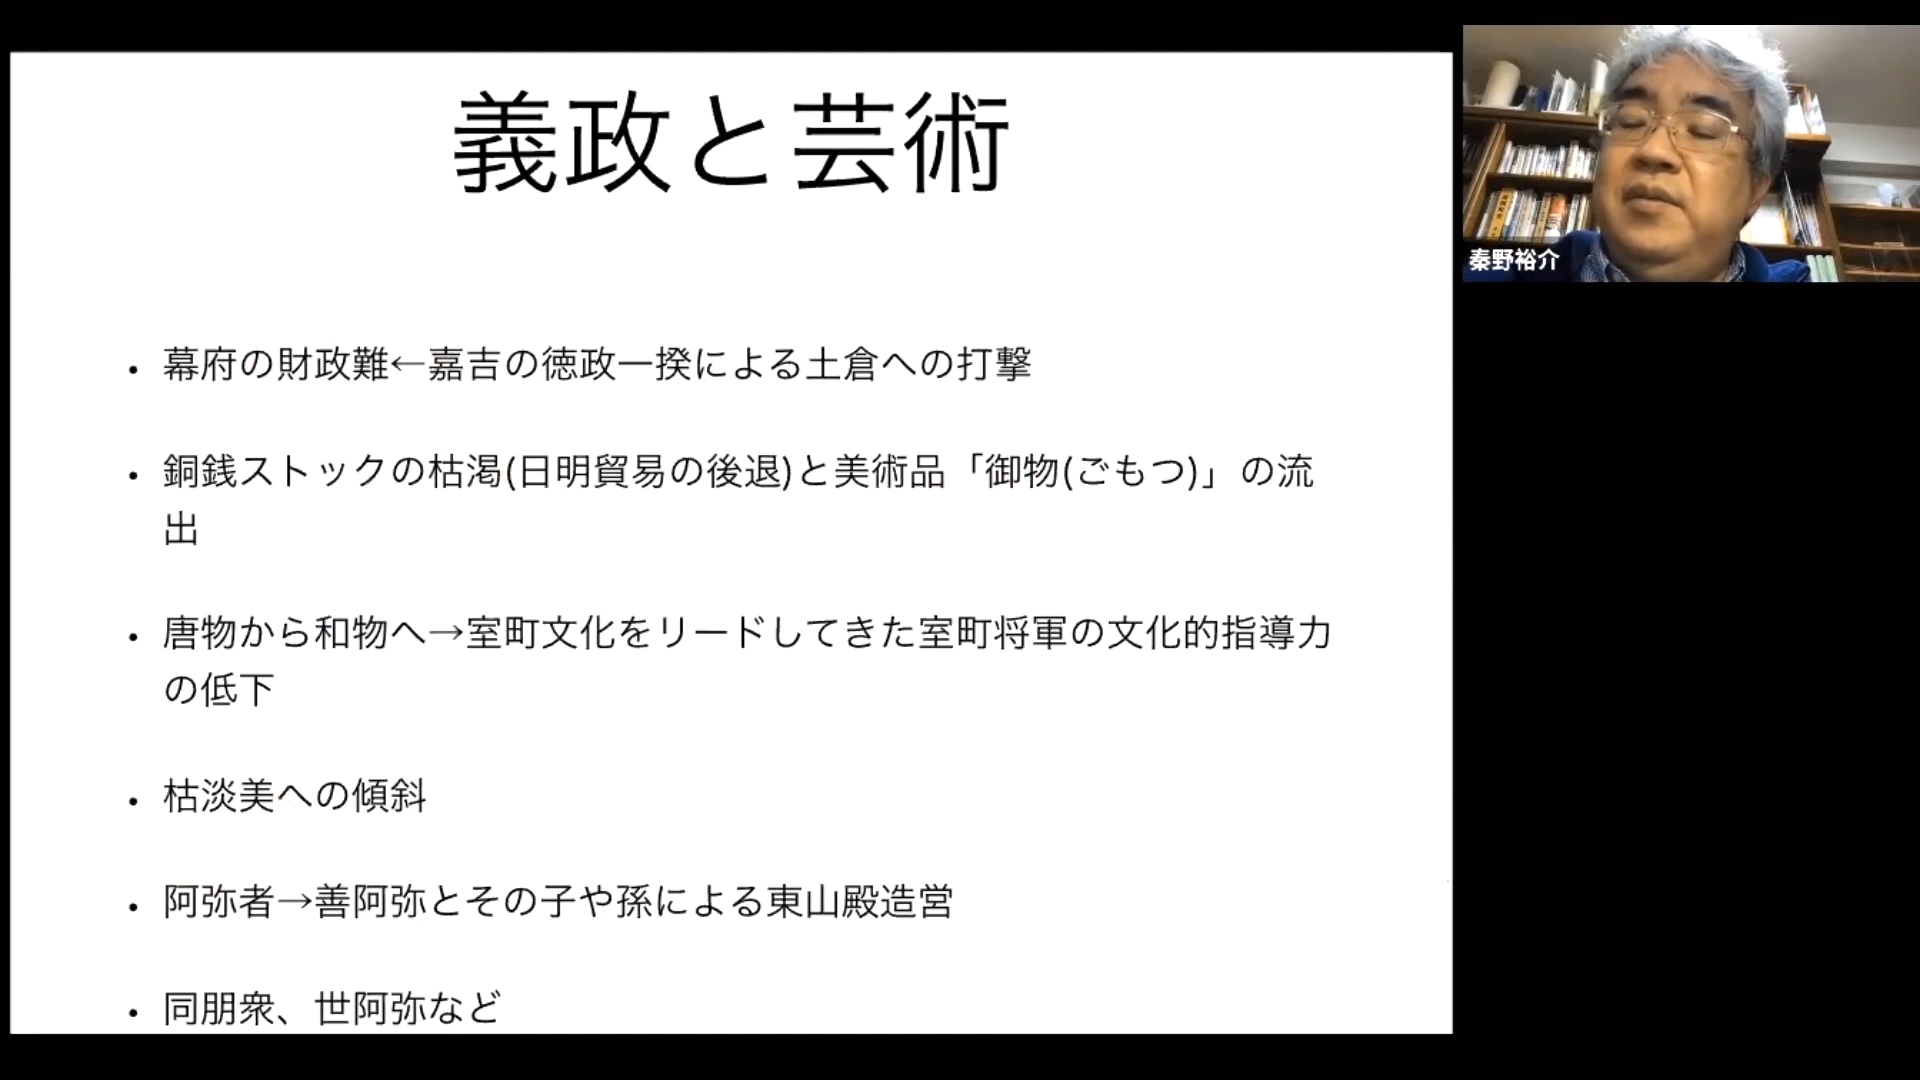 義政と芸術
秦野裕介
• 幕府の財政難←嘉吉の徳政一揆による土倉への打撃
• 銅銭ストックの枯渇(日明貿易の後退)と美術品「御物(ごもつ)」の流
出
• 唐物から和物へ→室町文化をリードしてきた室町将軍の文化的指導力
の低下
• 枯淡美への傾斜
• 阿弥者→善阿弥とその子や孫による東山殿造営
• 同朋衆、世阿弥など